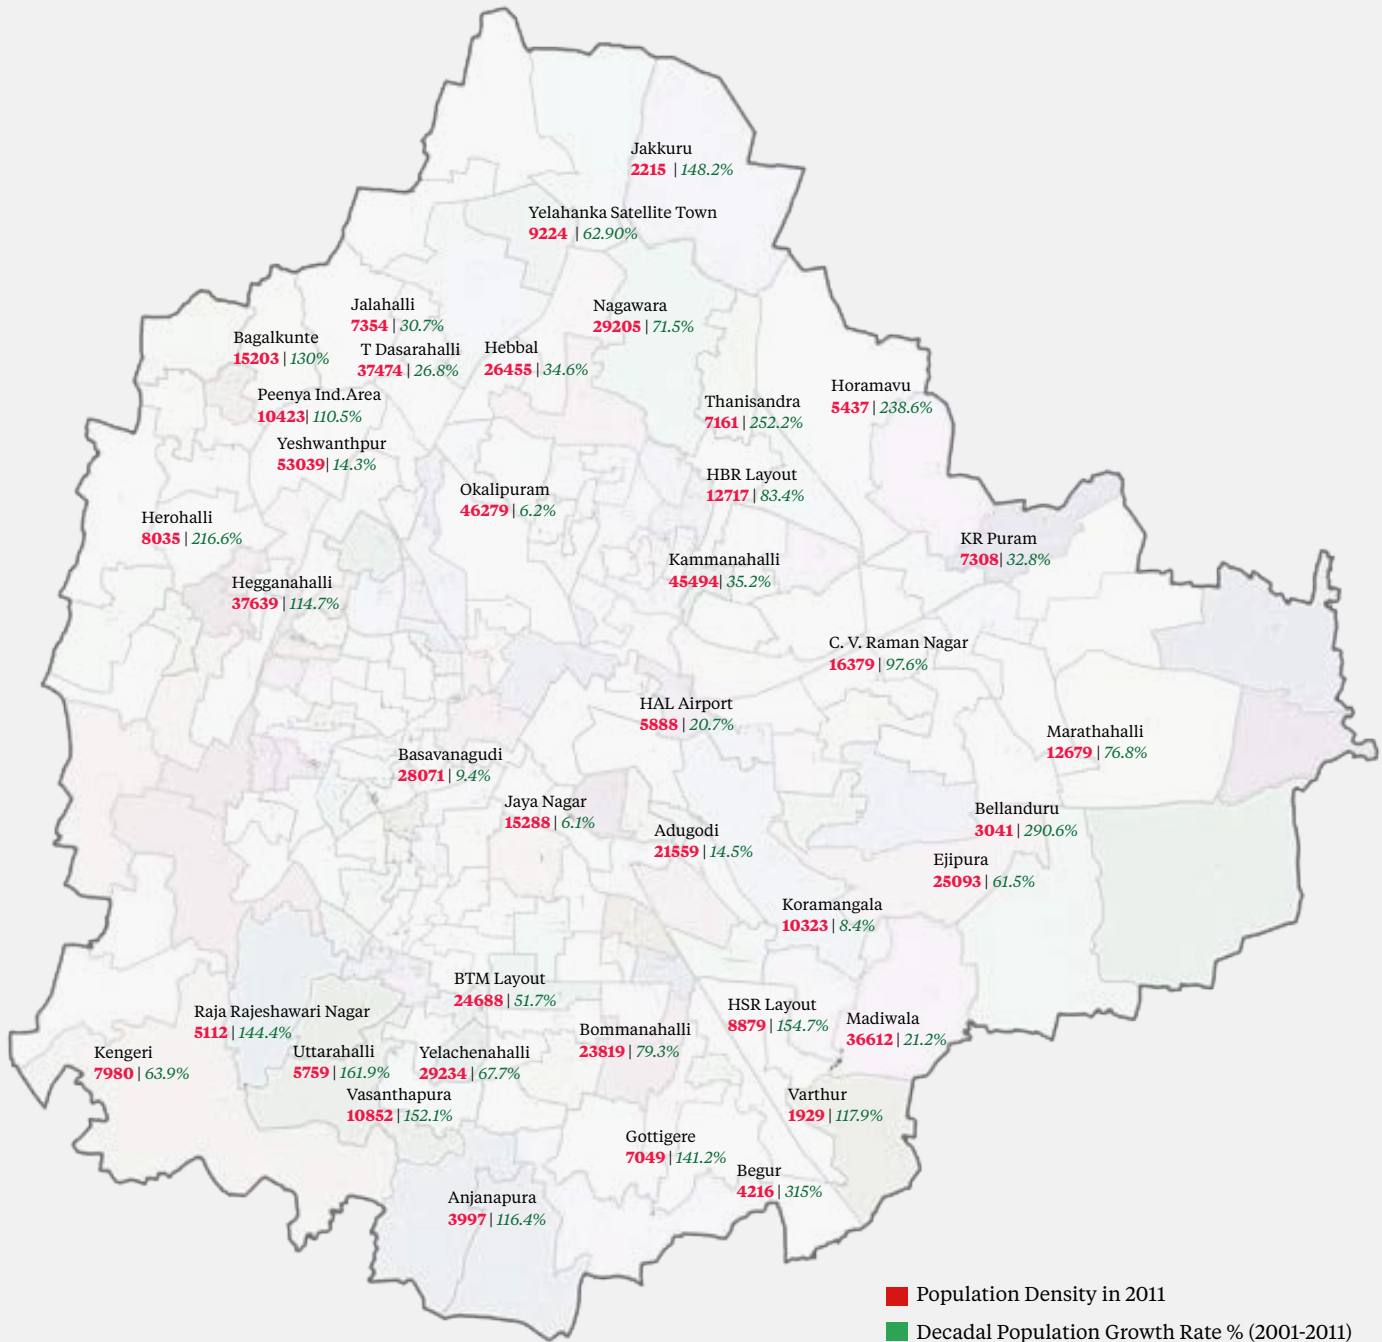 Jakkuru
2215 | 148.2%
Yelahanka Satellite Town
9224 | 62.90%
Jalahalli
7354 | 30.7%
Nagawara
29205 | 71.5%
Bagalkunte
15203 | 130%
T Dasarahalli
37474 | 26.8%
Hebbal
26455 | 34.6%
Peenya Ind.Area
10423| 110.5%
Thanisandra
7161 | 252.2%
Horamavu
5437 | 238.6%
Yeshwanthpur
53039| 14.3%
Okalipuram
46279 | 6.2%
HBR Layout
12717 | 83.4%
Herohalli
8035 | 216.6%
KR Puram
7308| 32.8%
Hegganahalli
37639 | 114.7%
Kammanahalli
45494| 35.2%
C. V. Raman Nagar
16379 | 97.6%
HAL Airport
5888 | 20.7%
Marathahalli
12679 | 76.8%
Basavanagudi
28071 | 9.4%
Jaya Nagar
15288 | 6.1%
Adugodi
21559 | 14.5%
Bellanduru
3041 | 290.6%
Ejipura
25093 | 61.5%
Koramangala
10323 | 8.4%
BTM Layout
24688 | 51.7%
Raja Rajeshawari Nagar
5112 | 144.4%
HSR Layout
8879 | 154.7%
Madiwala
36612 | 21.2%
Kengeri
7980 | 63.9%
Uttarahalli
5759 | 161.9%
Yelachenahalli
29234 | 67.7%
Bommanahalli
23819 | 79.3%
Vasanthapura
10852 | 152.1%
Varthur
1929 | 117.9%
Gottigere
7049 | 141.2%
Begur
4216 | 315%
Anjanapura
3997 | 116.4%
Population Density in 2011
Decadal Population Growth Rate % (2001-2011)